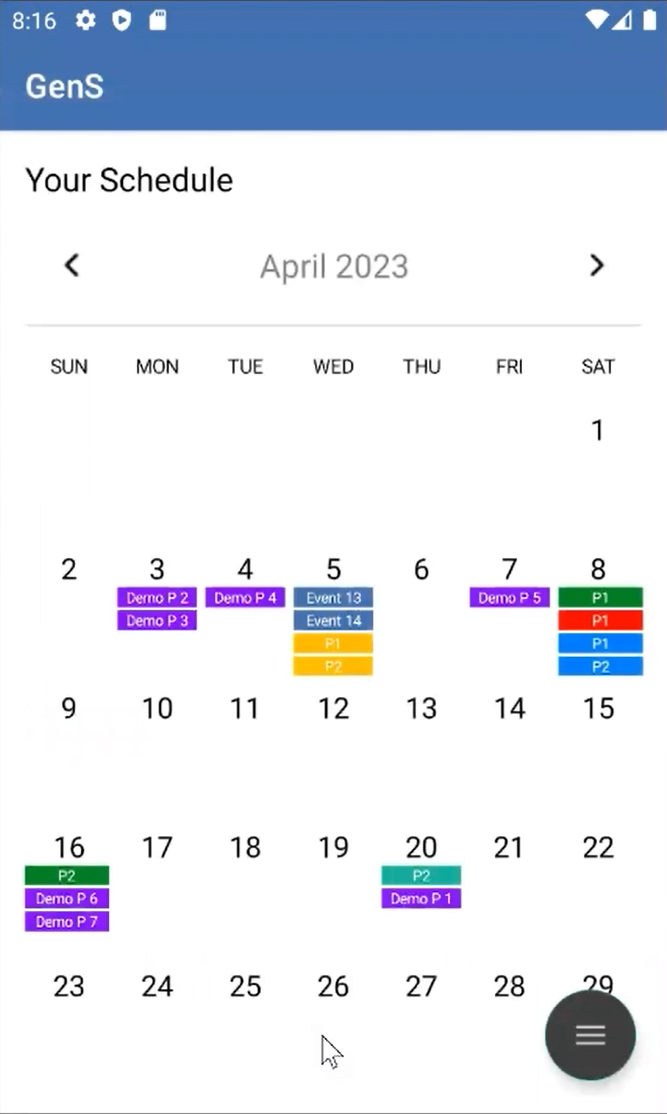 8:16
GenS
Your Schedule
April 2023
SUN MON TUE WED THU FRI SAT
1
2 3 4 5 6 7 8
Demo P 2 Demo P 4 Event 13 Demo P 5 P1
Demo P 3 Event 14 P1
P1 P1
P2 P2
9 10 11 12 13 14 15
16 17 18 19 20 21 22
P2 P2
Demo P 6 Demo P 1
Demo P 7
23 24 25 26 27 28 29